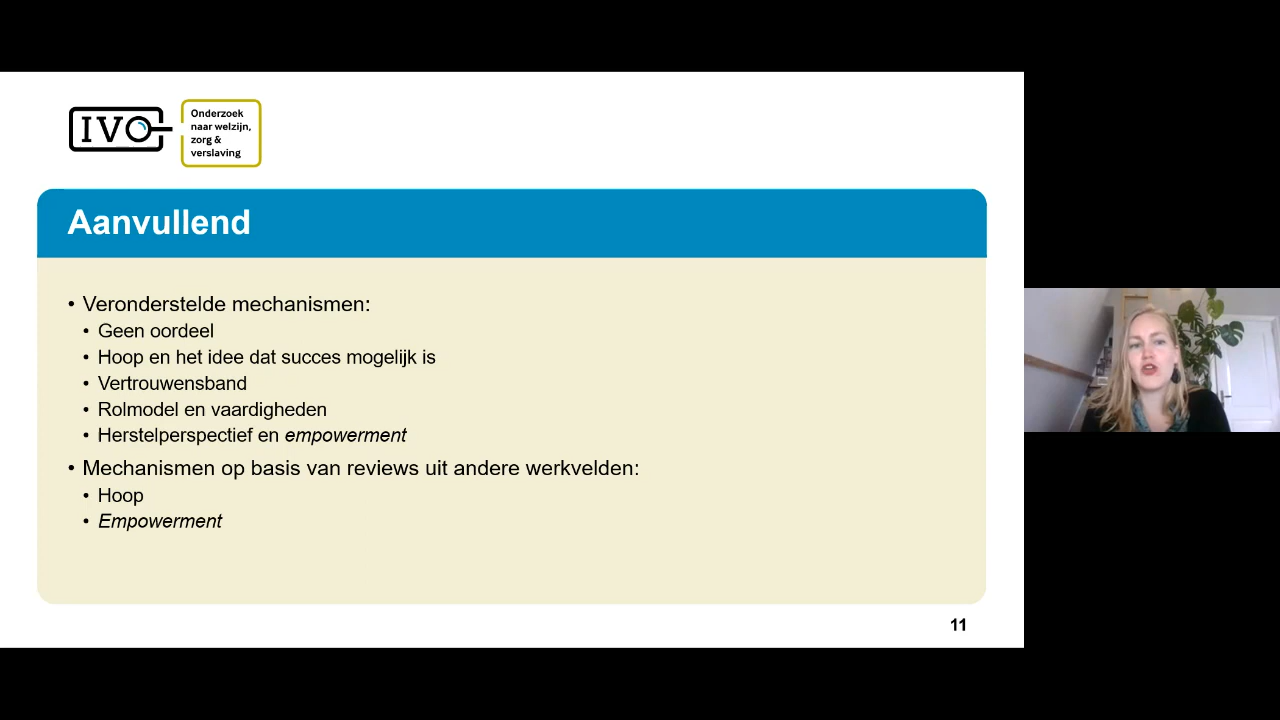 IVO
Onderzoek
naar welzijn,
zorg &
verslaving
Aanvullend
• Veronderstelde mechanismen:
• Geen oordeel
• Hoop en het idee dat succes mogelijk is
• Vertrouwensband
• Rolmodel en vaardigheden
• Herstelperspectief en empowerment
• Mechanismen op basis van reviews uit andere werkvelden:
• Hoop
• Empowerment
11